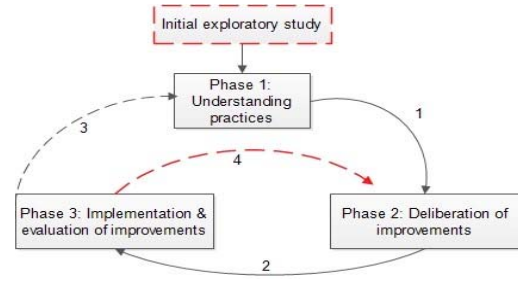 Initial exploratory study
Phase 1:
Understanding
practices
1
3
4
Phase 3: Implementation &
evaluation of improvements
Phase 2: Deliberation of
improvements
2